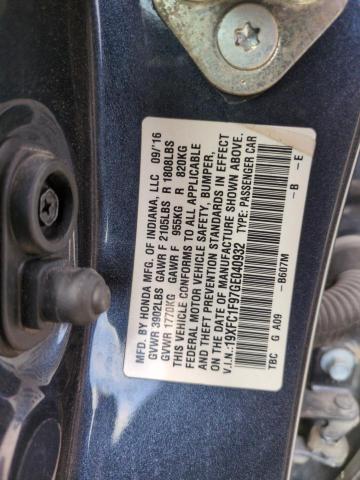 MFD. BY HONDA MFG. OF INDIANA, LLC 09/'16
GVWR 3902LBS GAWR F 2105LBS R 1808LBS
GVWR 1770KG GAWR F 955KG R 820KG
THIS VEHICLE CONFORMS TO ALL APPLICABLE
FEDERAL MOTOR VEHICLE SAFETY, BUMPER,
AND THEFT PREVENTION STANDARDS IN EFFECT
ON THE DATE OF MANUFACTURE SHOWN ABOVE.
V.I.N.:19XFC1F97GE040932 TYPE: PASSENGER CAR
TBC G A09 -B607M -B -E